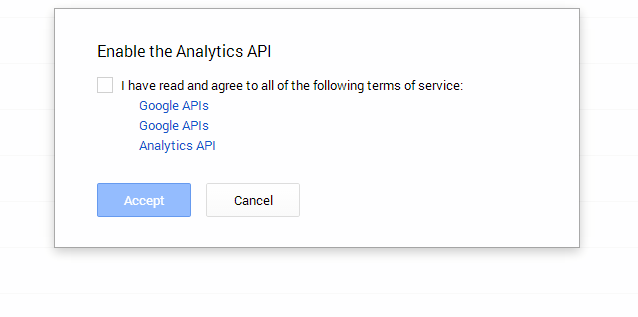 Enable the Analytics API
I have read and agree to all of the following terms of service:
Google APIs
Google APIs
Analytics API
Accept Cancel